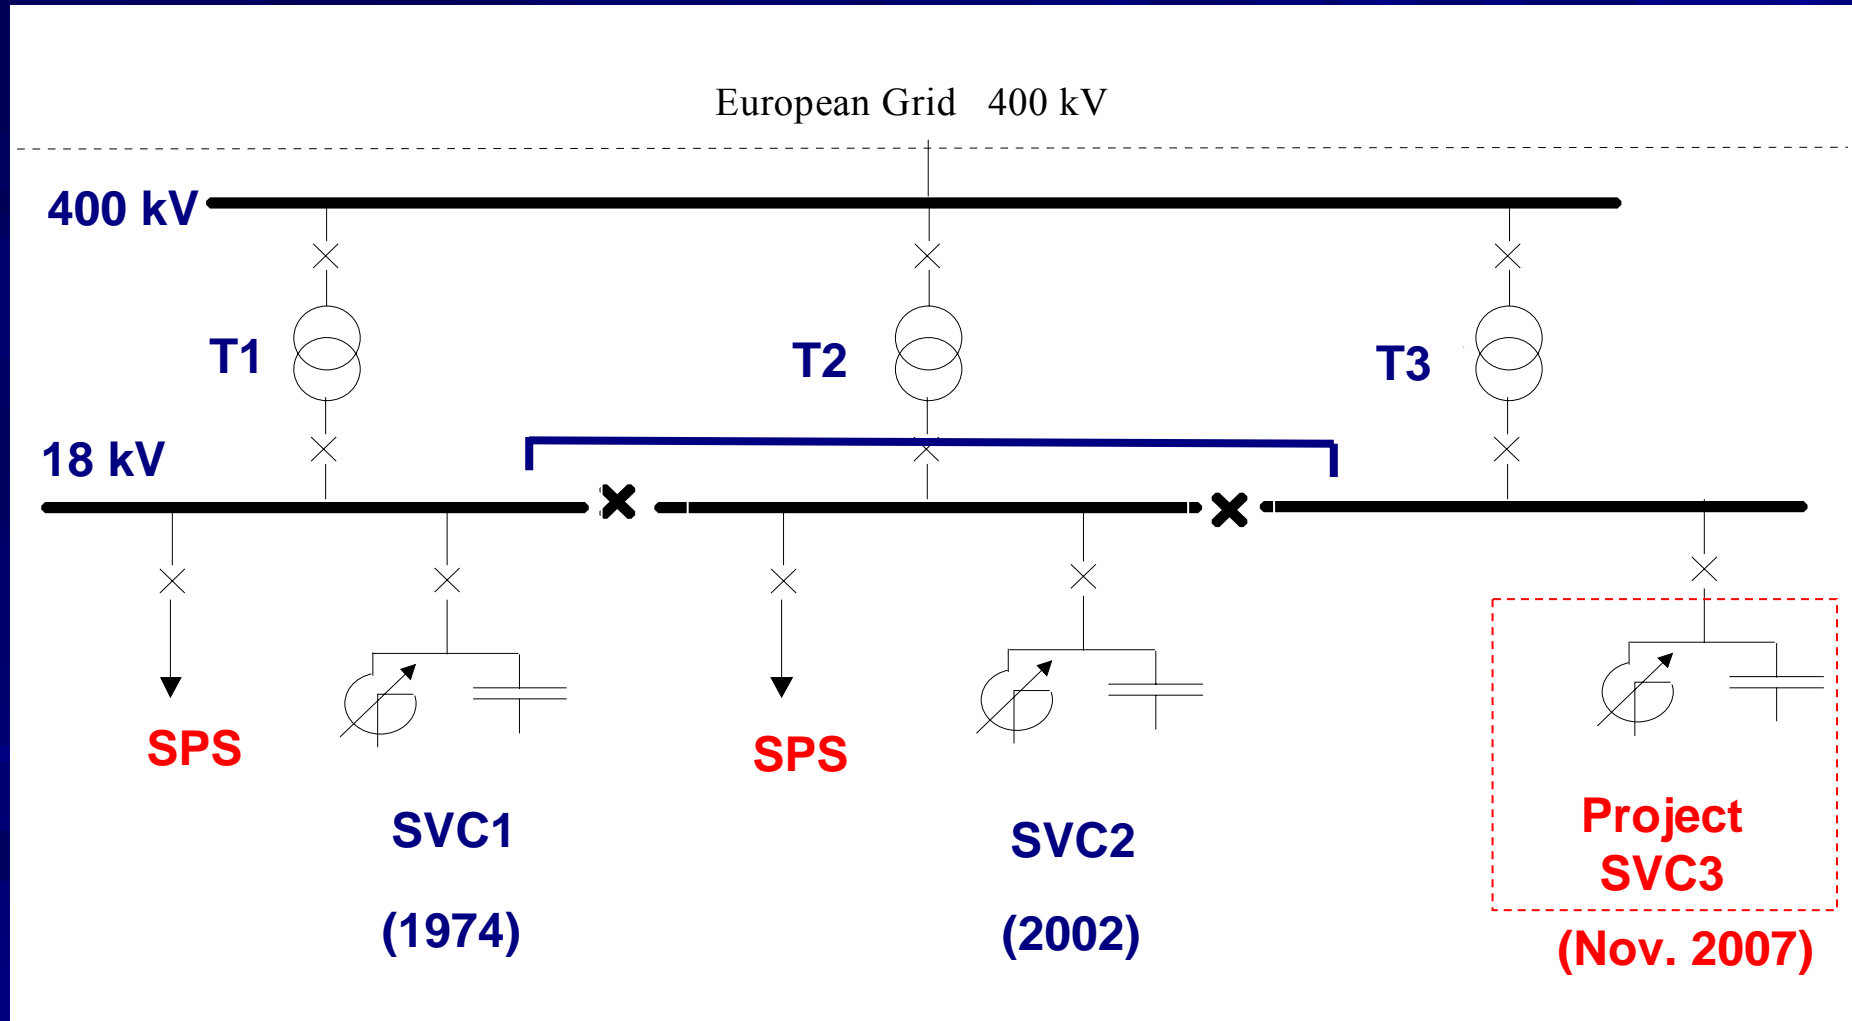 European Grid 400 kV
400 kV
T1
T2
T3
18 kV
SPS
SPS
SVC1
(1974)
SVC2
(2002)
Project
SVC3
(Nov. 2007)